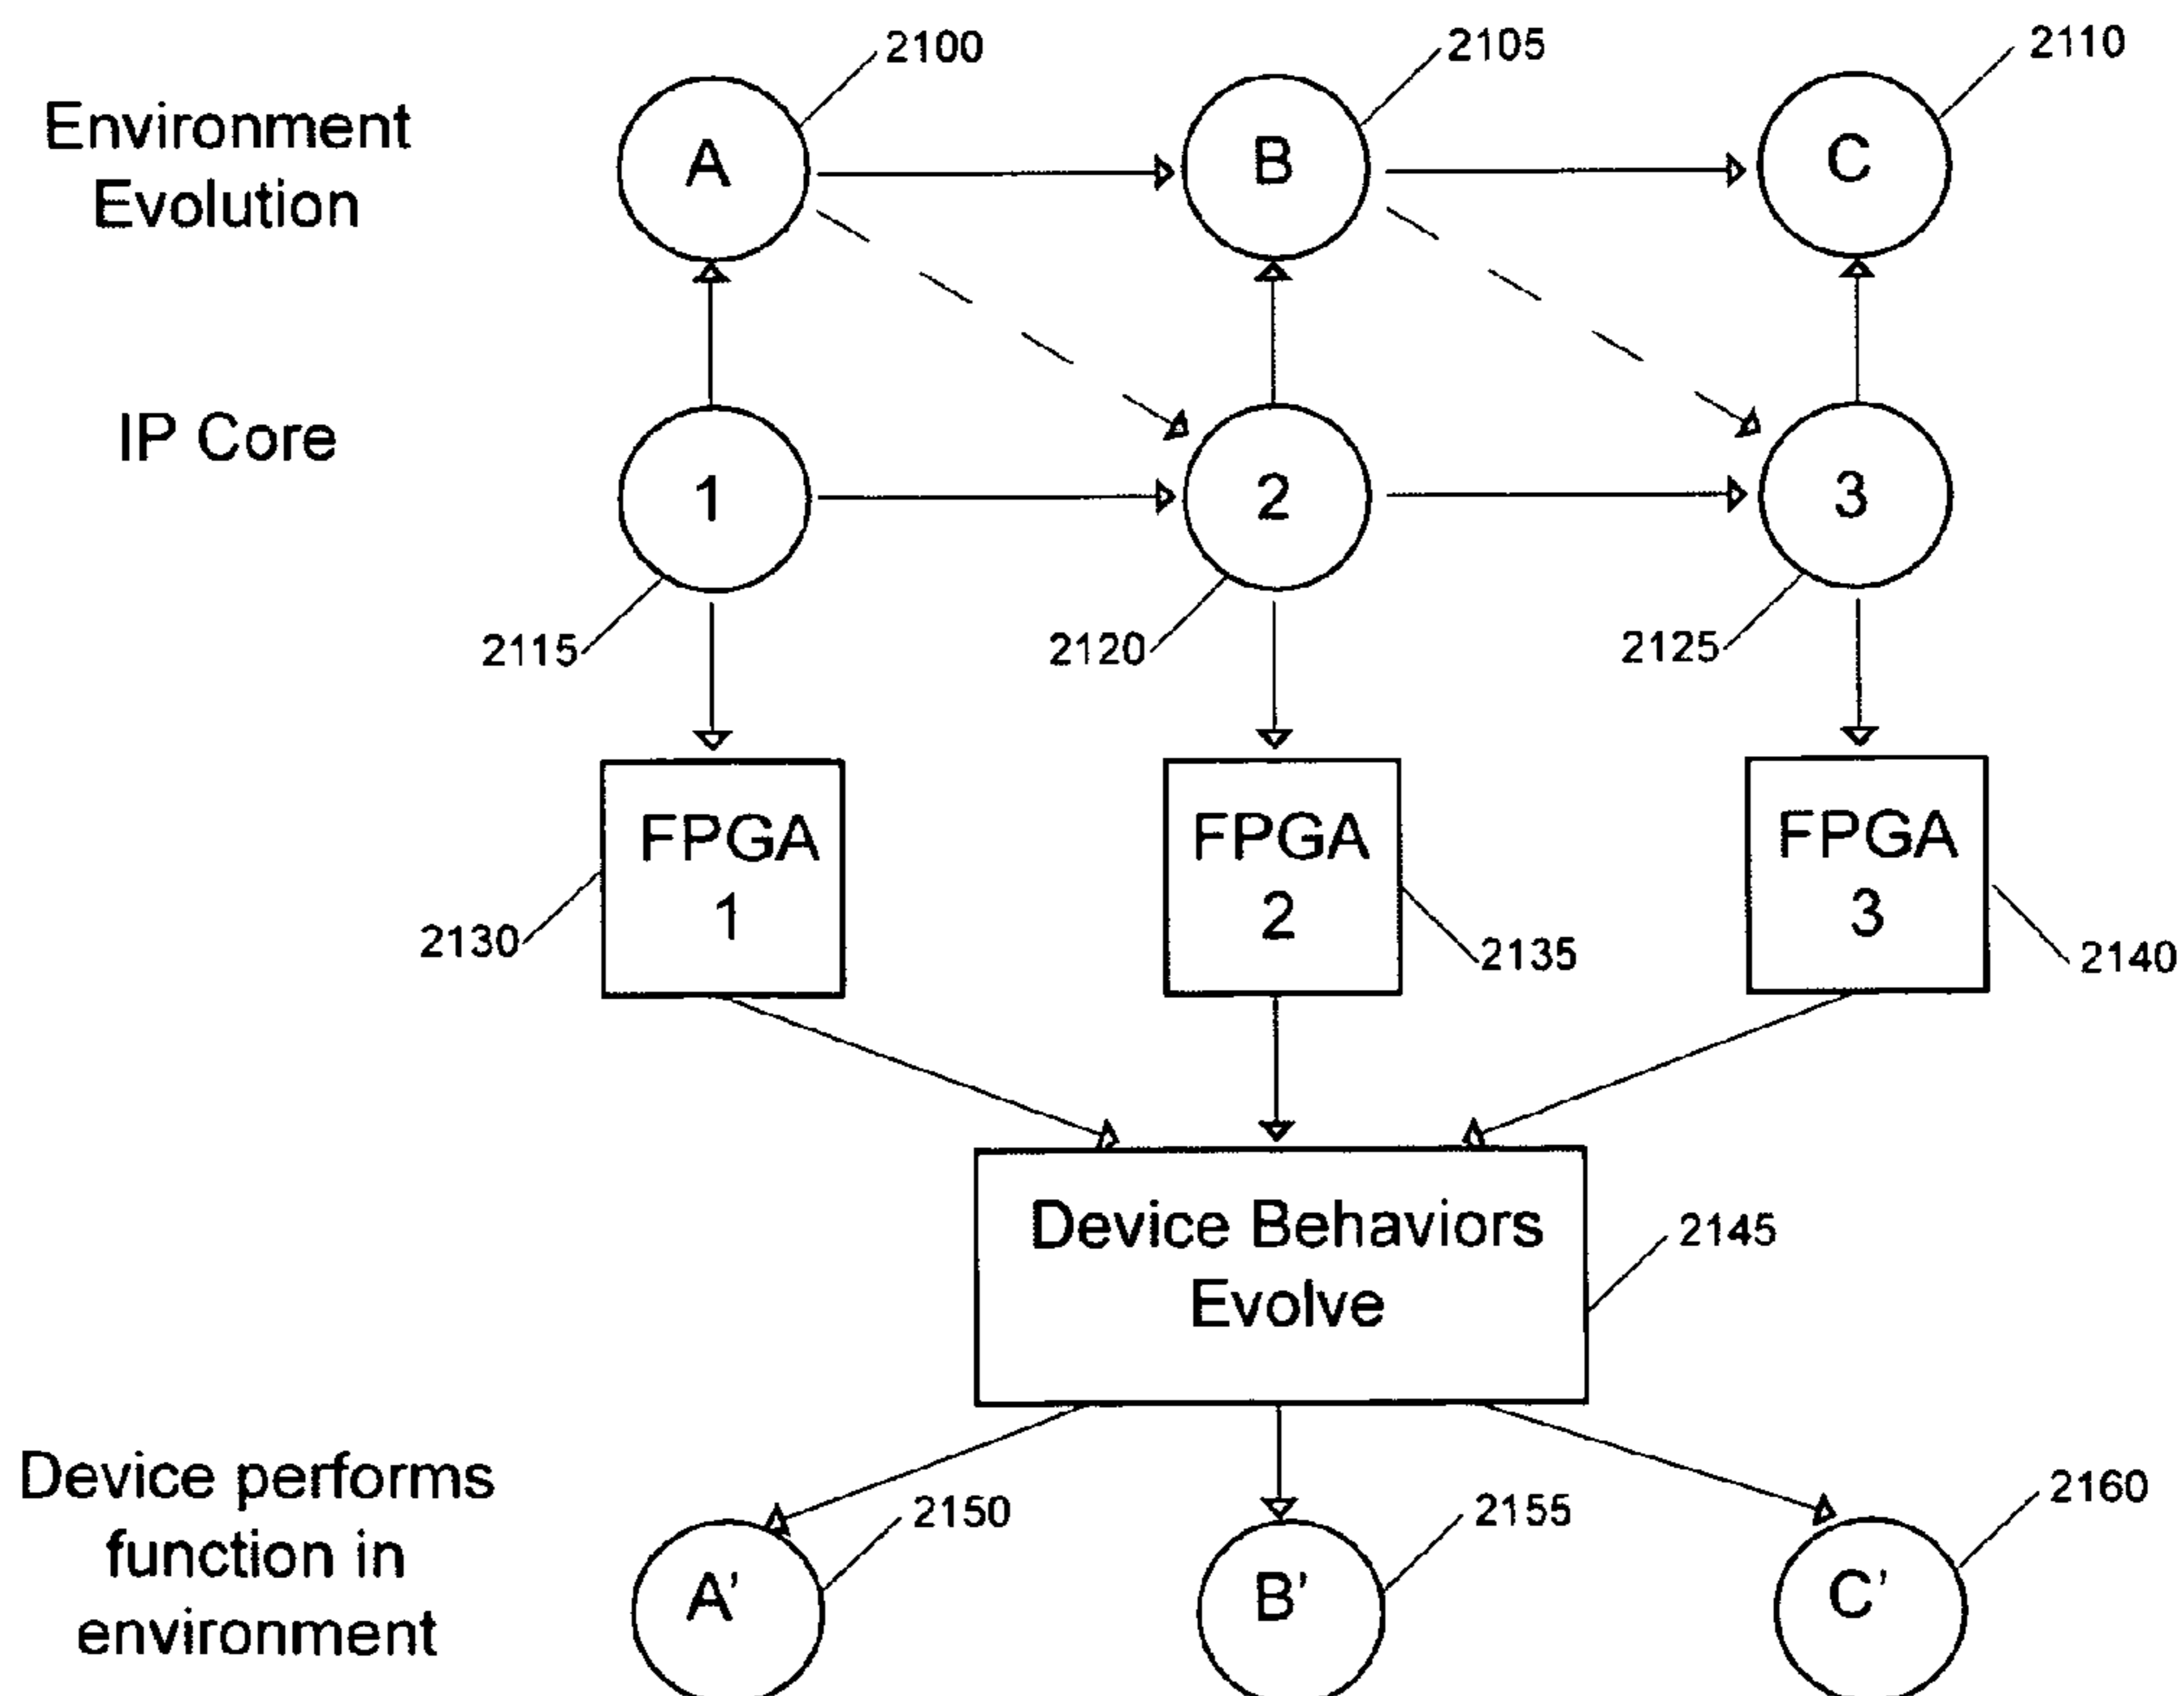 2100
2105
2110
Environment
Evolution
A
B
C
IP Core
1
2
3
2115
2120
2125
FPGA
1
FPGA
2
FPGA
3
2130
2135
2140
Device Behaviors
Evolve
2145
Device performs
function in
environment
2150
2155
2160
A'
B'
C'